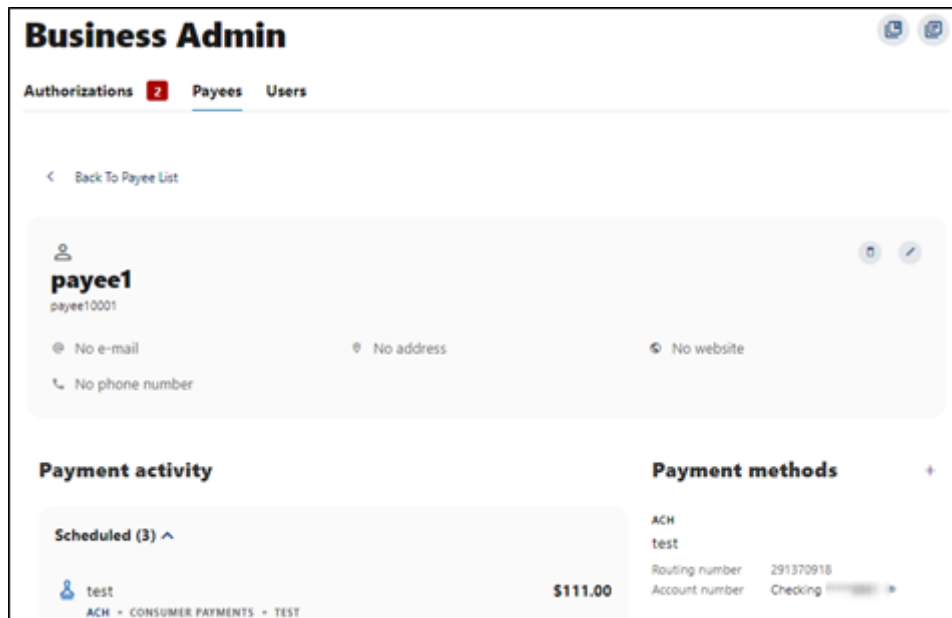 Business Admin
Authorizations 2 Payees Users
Back To Payee List
payee1
payee10001
No e-mail No address No website
No phone number
Payment activity
Scheduled (3)
test $111.00
ACH • CONSUMER PAYMENTS • TEST
Payment methods +
ACH
test
Routing number 291370918
Account number Checking